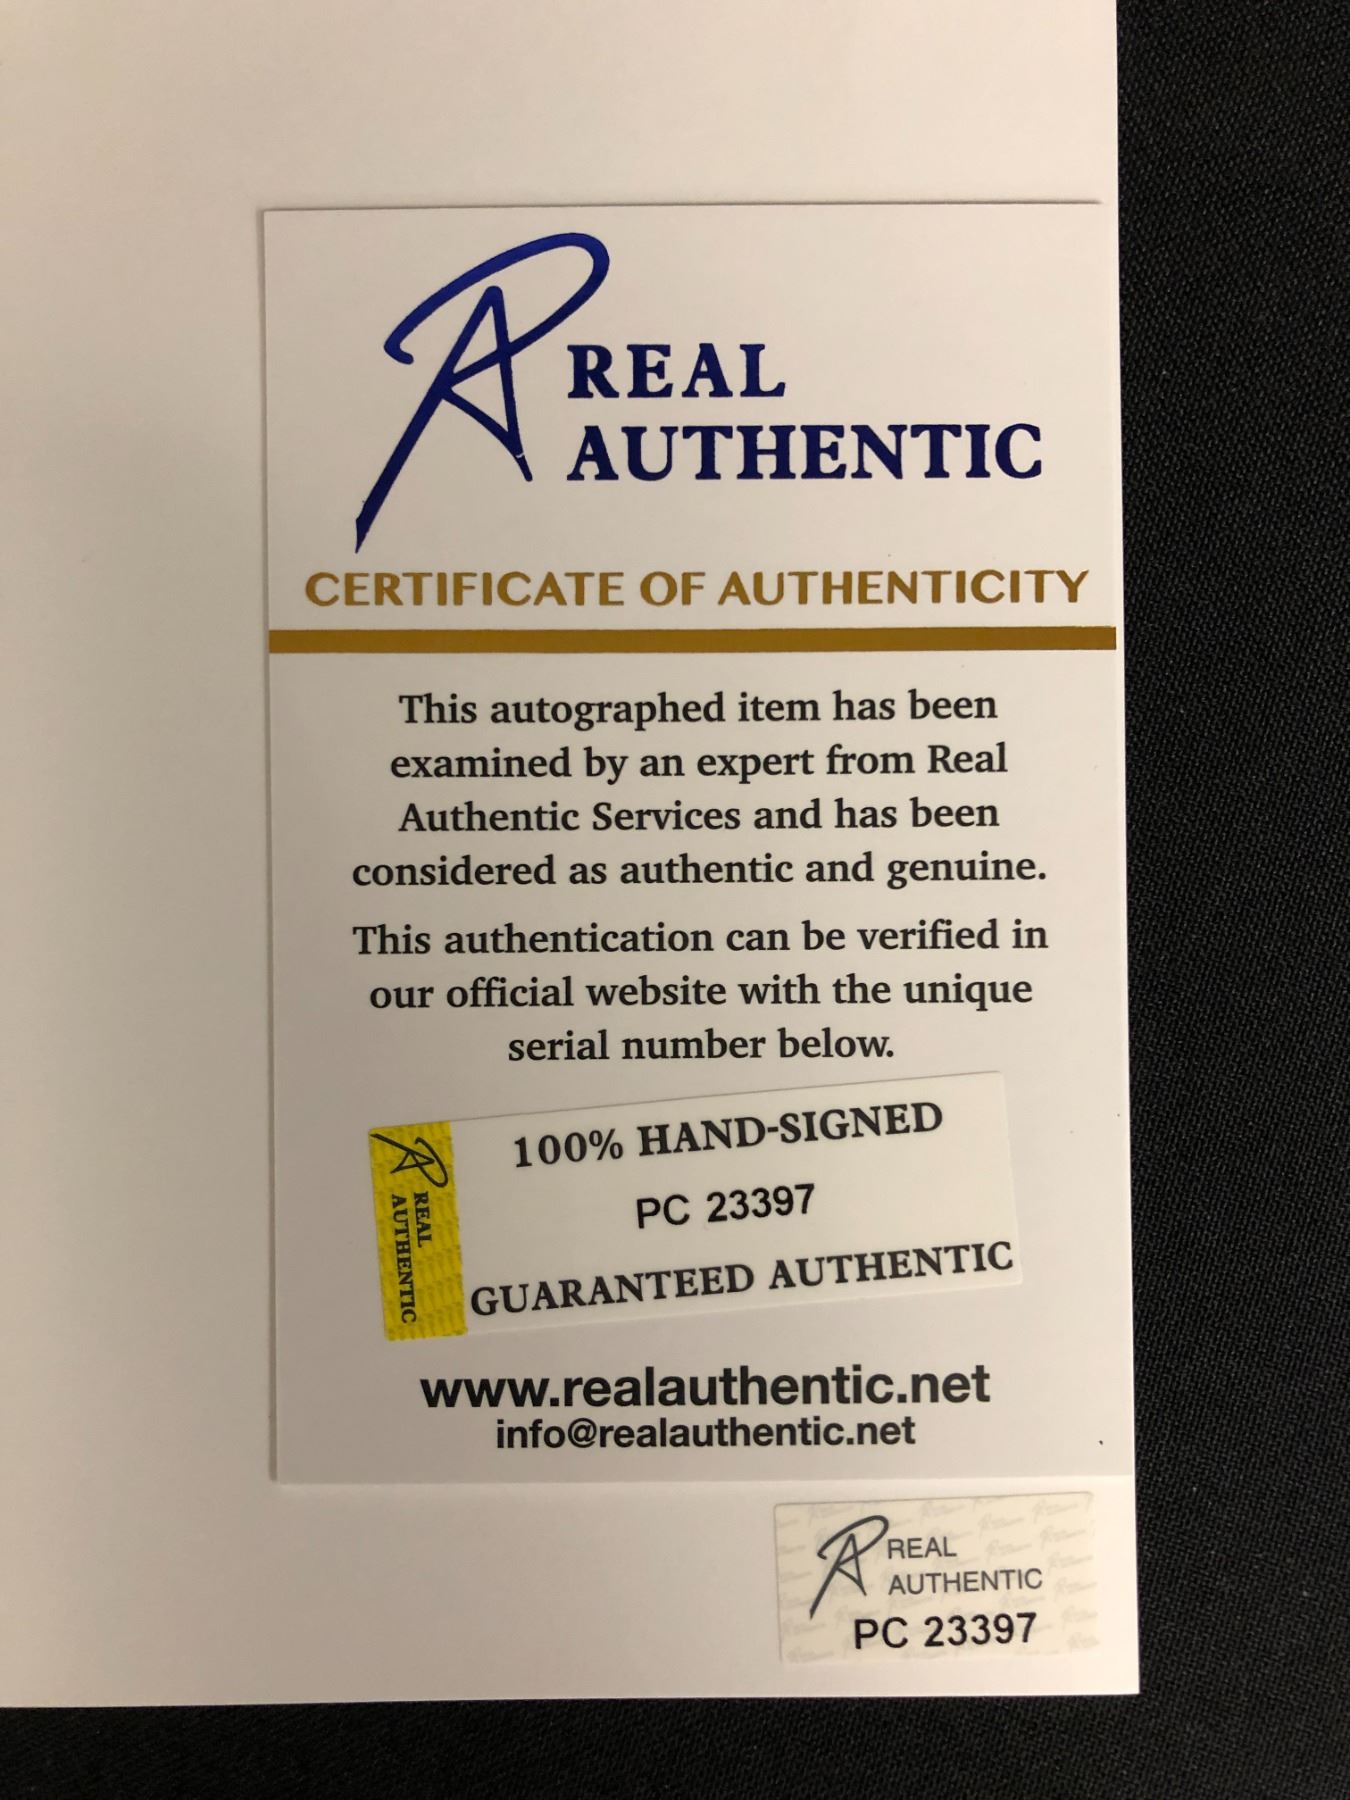 REAL
AUTHENTIC
CERTIFICATE OF AUTHENTICITY
This autographed item has been
examined by an expert from Real
Authentic Services and has been
considered as authentic and genuine.
This authentication can be verified in
our official website with the unique
serial number below.
REAL
AUTHENTIC
100% HAND-SIGNED
PC 23397
GUARANTEED AUTHENTIC
www.realauthentic.net
info@realauthentic.net
REAL
AUTHENTIC
PC 23397